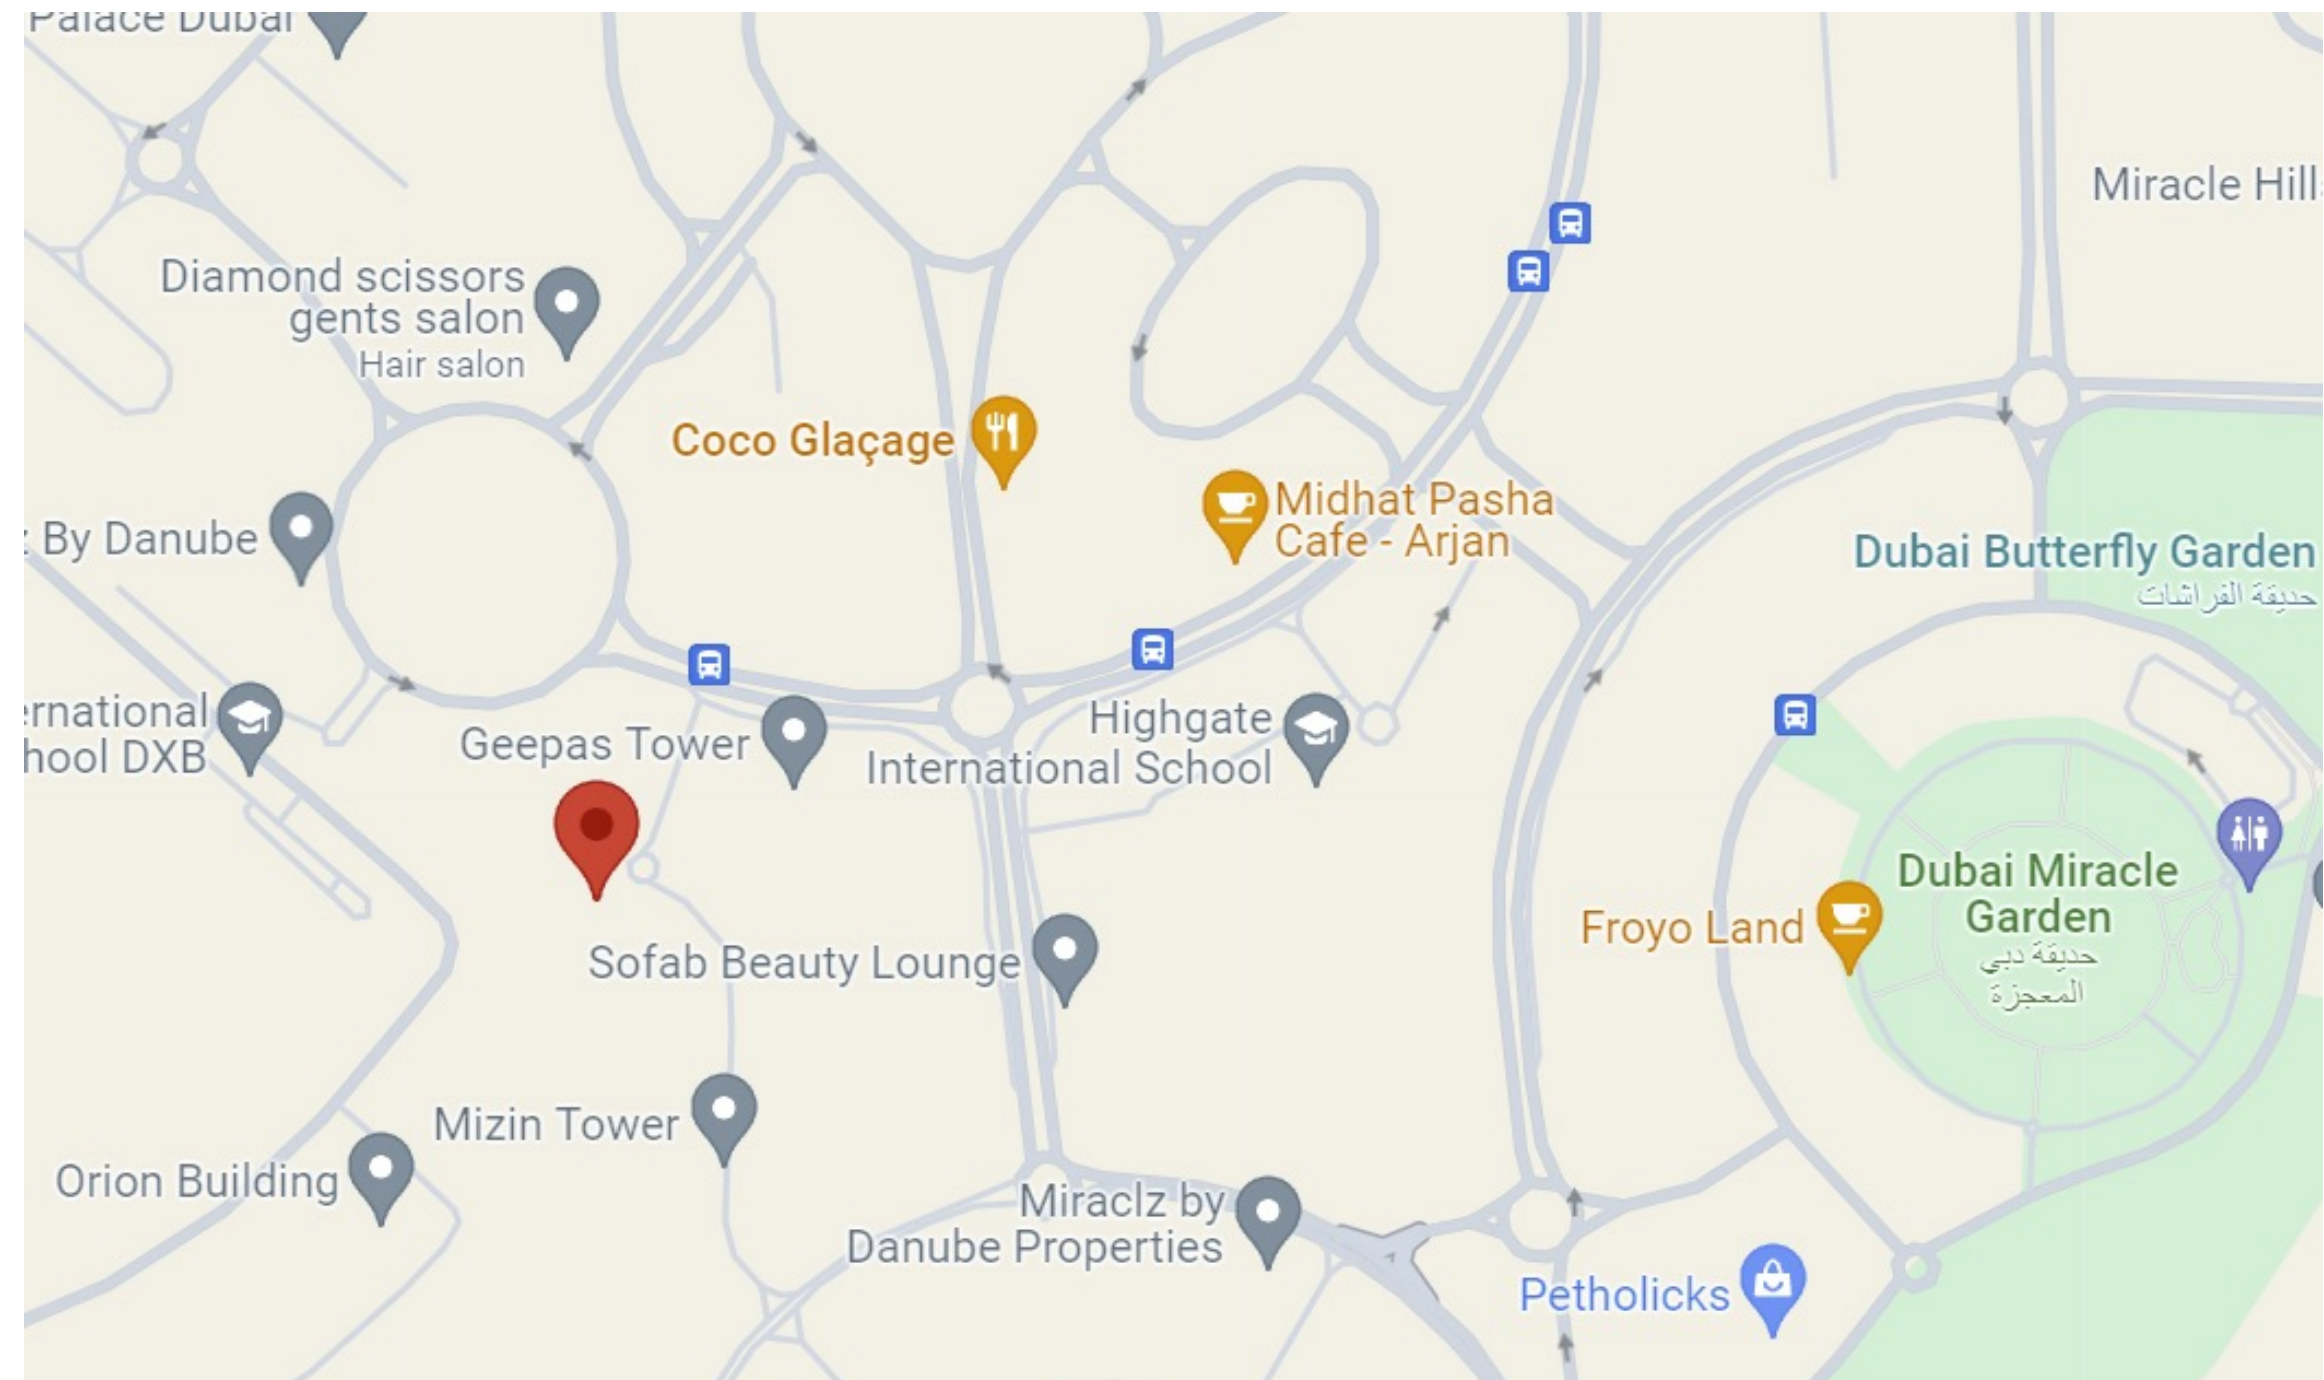 Palace Dubai
Miracle Hill
Diamond scissors
gents salon
Hair salon
Coco Glaçage
Midhat Pasha
Cafe - Arjan
By Danube
Dubai Butterfly Garden
حديقة الفراشات
ernational
hool DXB
Geepas Tower
Highgate
International School
Dubai Miracle
Garden
حديقة دبي
المعجزة
Froyo Land
Sofab Beauty Lounge
Mizin Tower
Orion Building
Miraclz by
Danube Properties
Petholicks